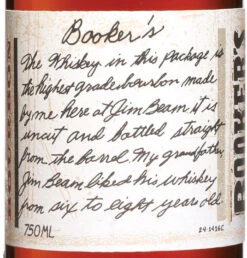 Booker's
The Whiskey in this package is
the highest grade bourbon made
by me here at Jim Beam. It is
uncut and bottled straight
from the barrel. My grandfather,
Jim Beam liked his whiskey
from six to eight years old.
750ML
BOOKER'S